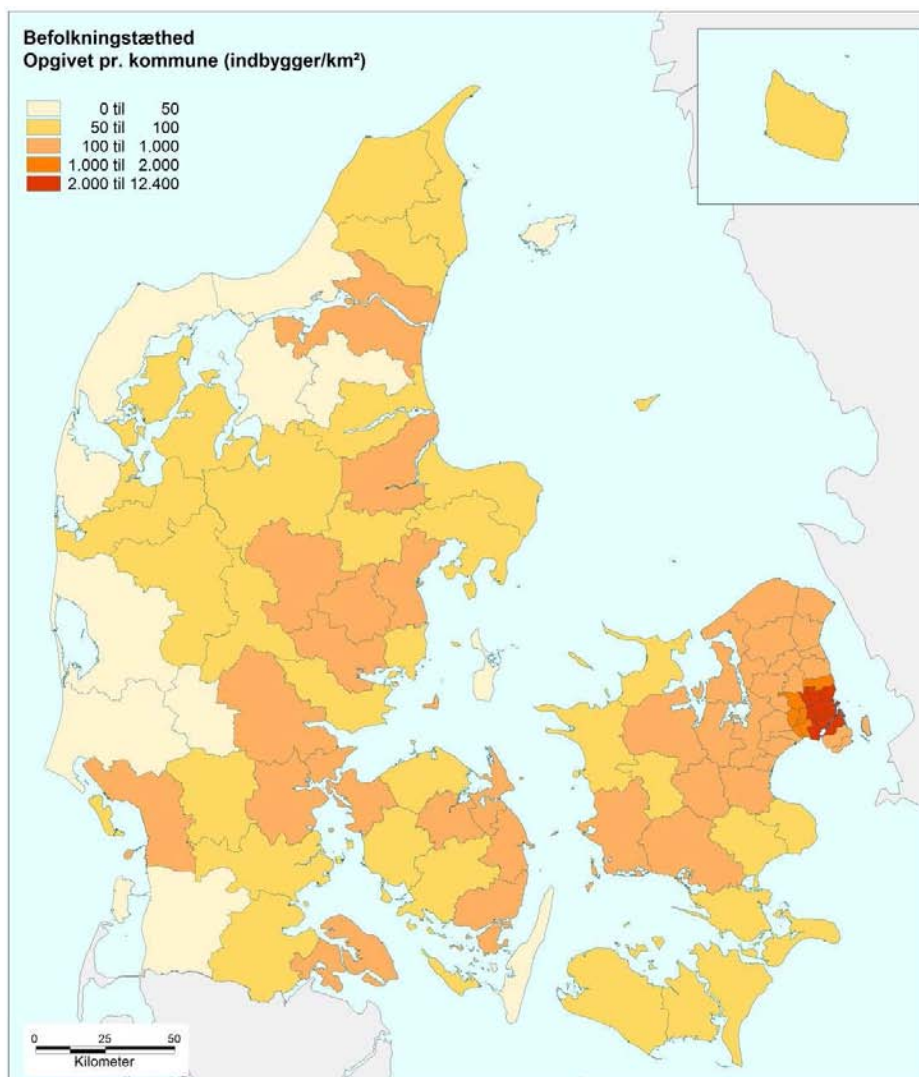 Befolkningstæthed
Opgivet pr. kommune (indbygger/km²)
0 til 50
50 til 100
100 til 1.000
1.000 til 2.000
2.000 til 12.400
0 25 50
Kilometer